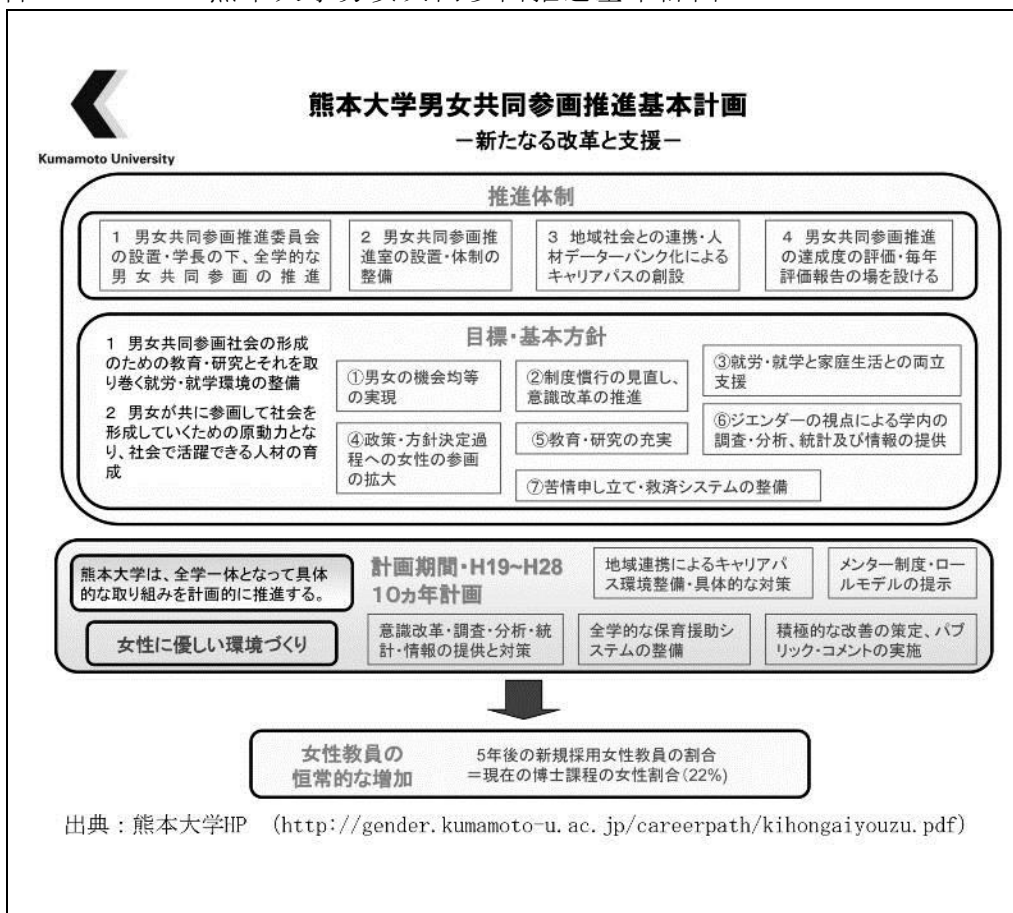 熊本大学男女共同参画推進基本計画
－新たなる改革と支援－
Kumamoto University
推進体制
1 男女共同参画推進委員会
の設置・学長の下、全学的な
男女共同参画の推進
2 男女共同参画推
進室の設置・体制の
整備
3 地域社会との連携・人
材データーバンク化による
キャリアパスの創設
4 男女共同参画推進
の達成度の評価・毎年
評価報告の場を設ける
目標・基本方針
1 男女共同参画社会の形成
のための教育・研究とそれを取
り巻く就労・就学環境の整備
2 男女が共に参画して社会を
形成していくための原動力とな
り、社会で活躍できる人材の育
成
①男女の機会均等
の実現
②制度慣行の見直し、
意識改革の推進
③就労・就学と家庭生活との両立
支援
④政策・方針決定過
程への女性の参画
の拡大
⑤教育・研究の充実
⑥ジエンダーの視点による学内の
調査・分析、統計及び情報の提供
⑦苦情申し立て・救済システムの整備
熊本大学は、全学一体となって具体
的な取り組みを計画的に推進する。
女性に優しい環境づくり
計画期間・H19~H28
10ヵ年計画
地域連携によるキャリアパ
ス環境整備・具体的な対策
メンター制度・ロー
ルモデルの提示
意識改革・調査・分析・統
計・情報の提供と対策
全学的な保育援助シ
ステムの整備
積極的な改善の策定、パブ
リック・コメントの実施
女性教員の
恒常的な増加
5年後の新規採用女性教員の割合
＝現在の博士課程の女性割合(22%)
出典：熊本大学HP (http://gender.kumamoto-u.ac.jp/careerpath/kihongaiyouzu.pdf)